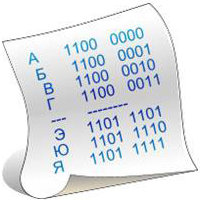 А 1100 0000
Б 1100 0001
В 1100 0010
Г 1100 0011
--- --------
Э 1101 1101
Ю 1101 1110
Я 1101 1111